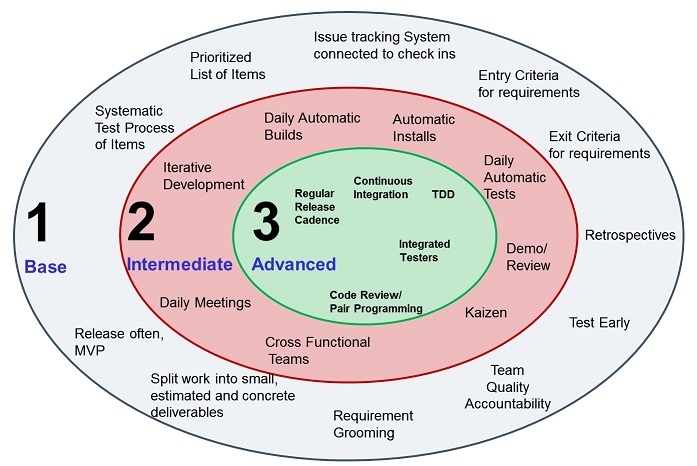 Issue tracking System
connected to check ins
Prioritized
List of Items
Entry Criteria
for requirements
Systematic
Test Process
of Items
Daily Automatic
Builds
Automatic
Installs
Exit Criteria
for requirements
Iterative
Development
Daily
Automatic
Tests
Regular
Release
Cadence
Continuous
Integration
TDD
1
Base
2
Intermediate
3
Advanced
Integrated
Testers
Demo/
Review
Retrospectives
Code Review/
Pair Programming
Daily Meetings
Kaizen
Test Early
Release often,
MVP
Cross Functional
Teams
Split work into small,
estimated and concrete
deliverables
Team
Quality
Accountability
Requirement
Grooming